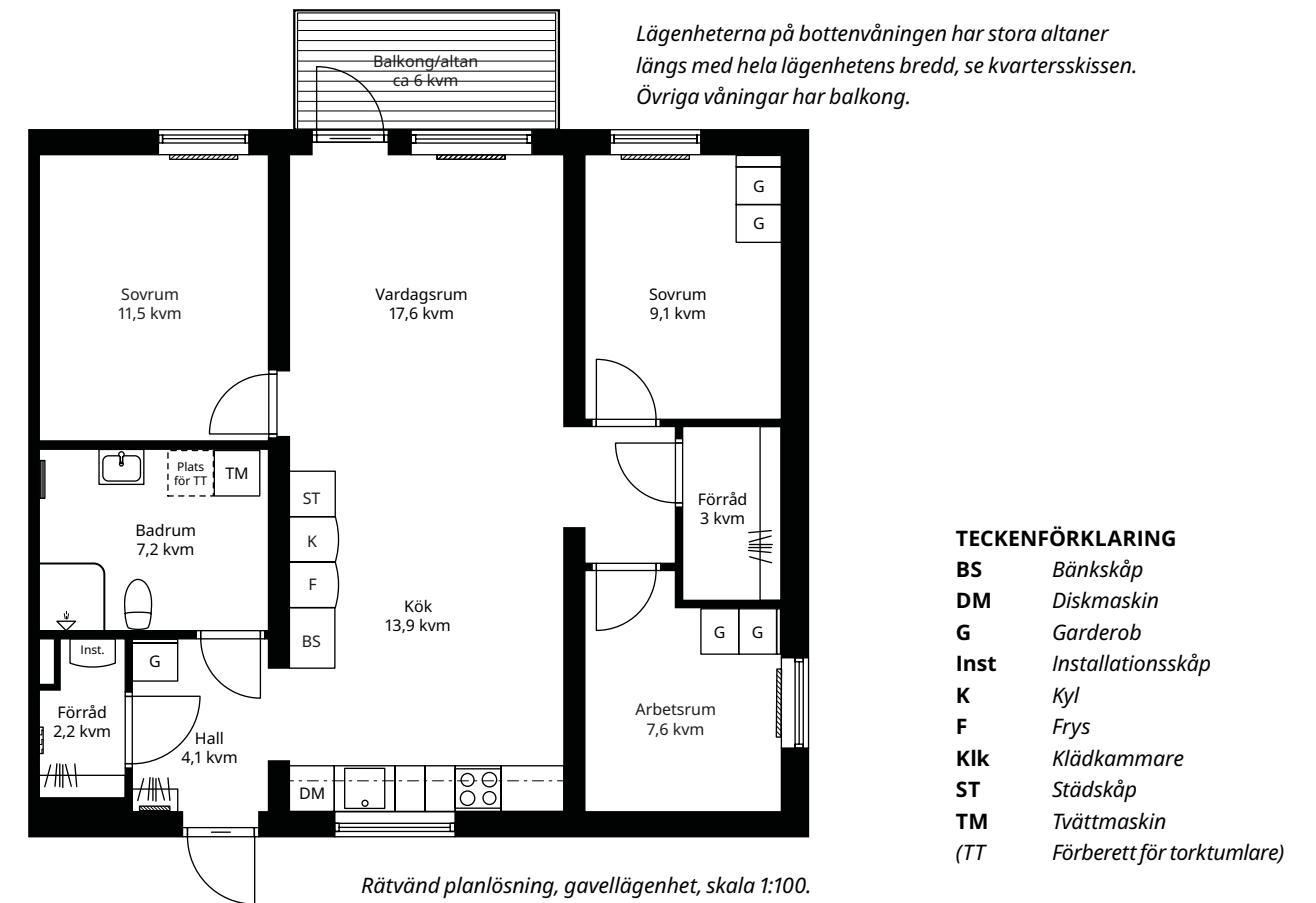 Balkong/altan
ca 6 kvm
Lägenheterna på bottenvåningen har stora altaner
längs med hela lägenhetens bredd, se kvartersskissen.
Övriga våningar har balkong.
G
G
Sovrum
11,5 kvm
Vardagsrum
17,6 kvm
Sovrum
9,1 kvm
Plats
för TT
TM
ST
K
F
BS
Badrum
7,2 kvm
Förråd
3 kvm
Kök
13,9 kvm
G
G
Inst.
G
Förråd
2,2 kvm
Hall
4,1 kvm
Arbetsrum
7,6 kvm
DM
Rätvänd planlösning, gavellägenhet, skala 1:100.
TECKENFÖRKLARING
BS Bänkskåp
DM Diskmaskin
G Garderob
Inst Installationsskåp
K Kyl
F Frys
Klk Klädkammare
ST Städskåp
TM Tvättmaskin
(TT Förberett för torktumlare)